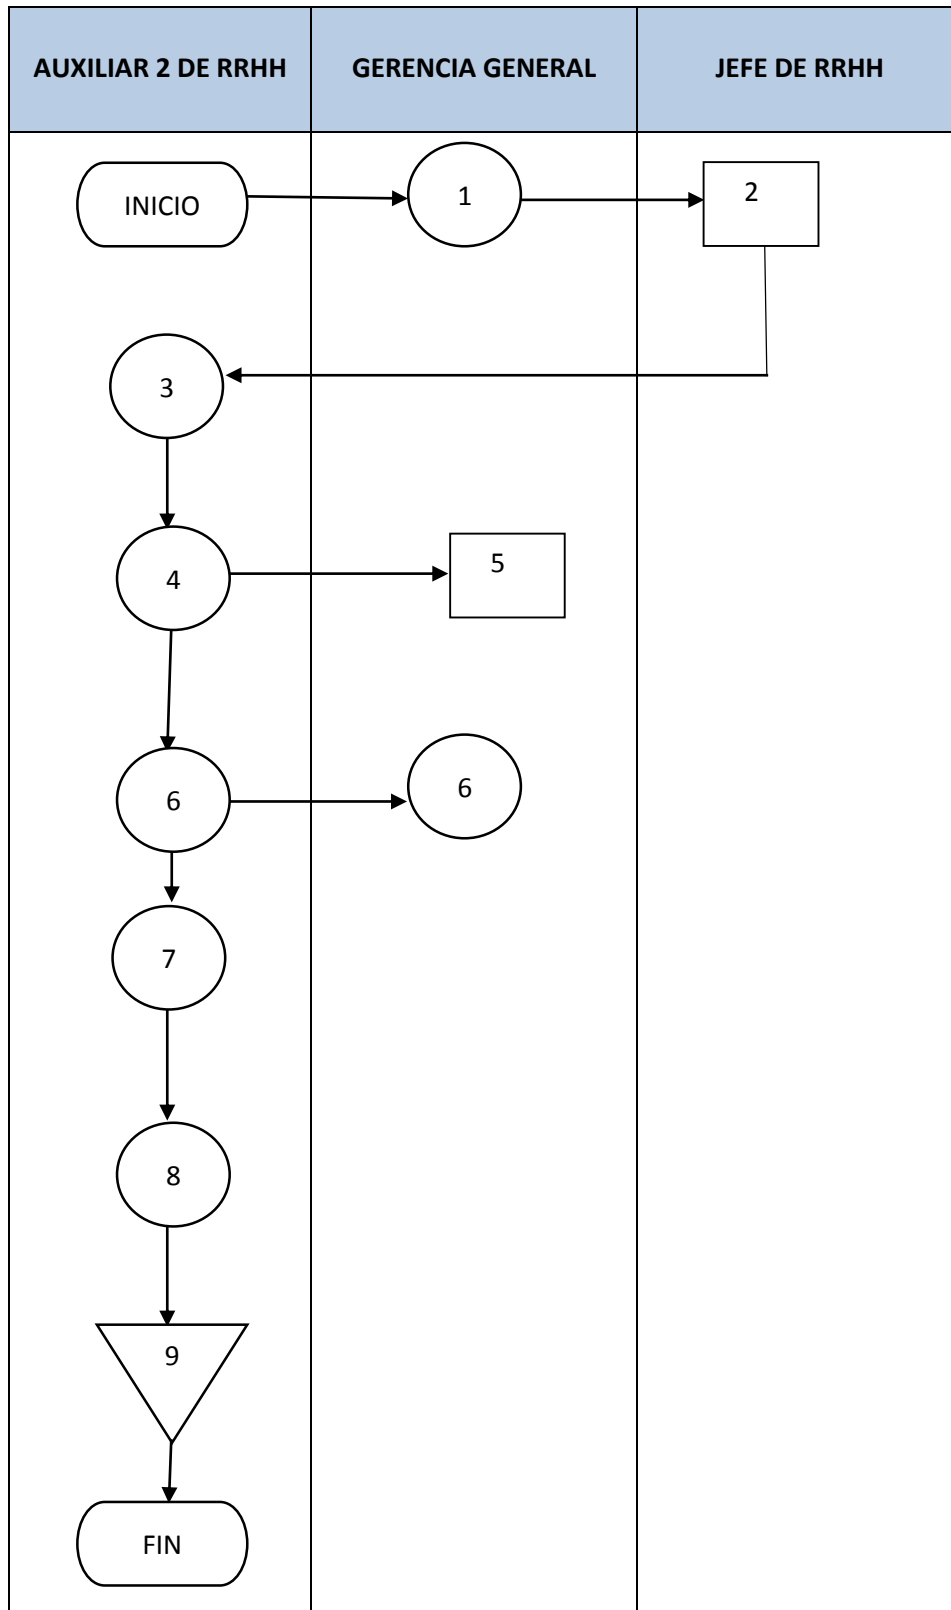 AUXILIAR 2 DE RRHH
GERENCIA GENERAL
JEFE DE RRHH
INICIO
1
2
3
4
5
6
6
7
8
9
FIN